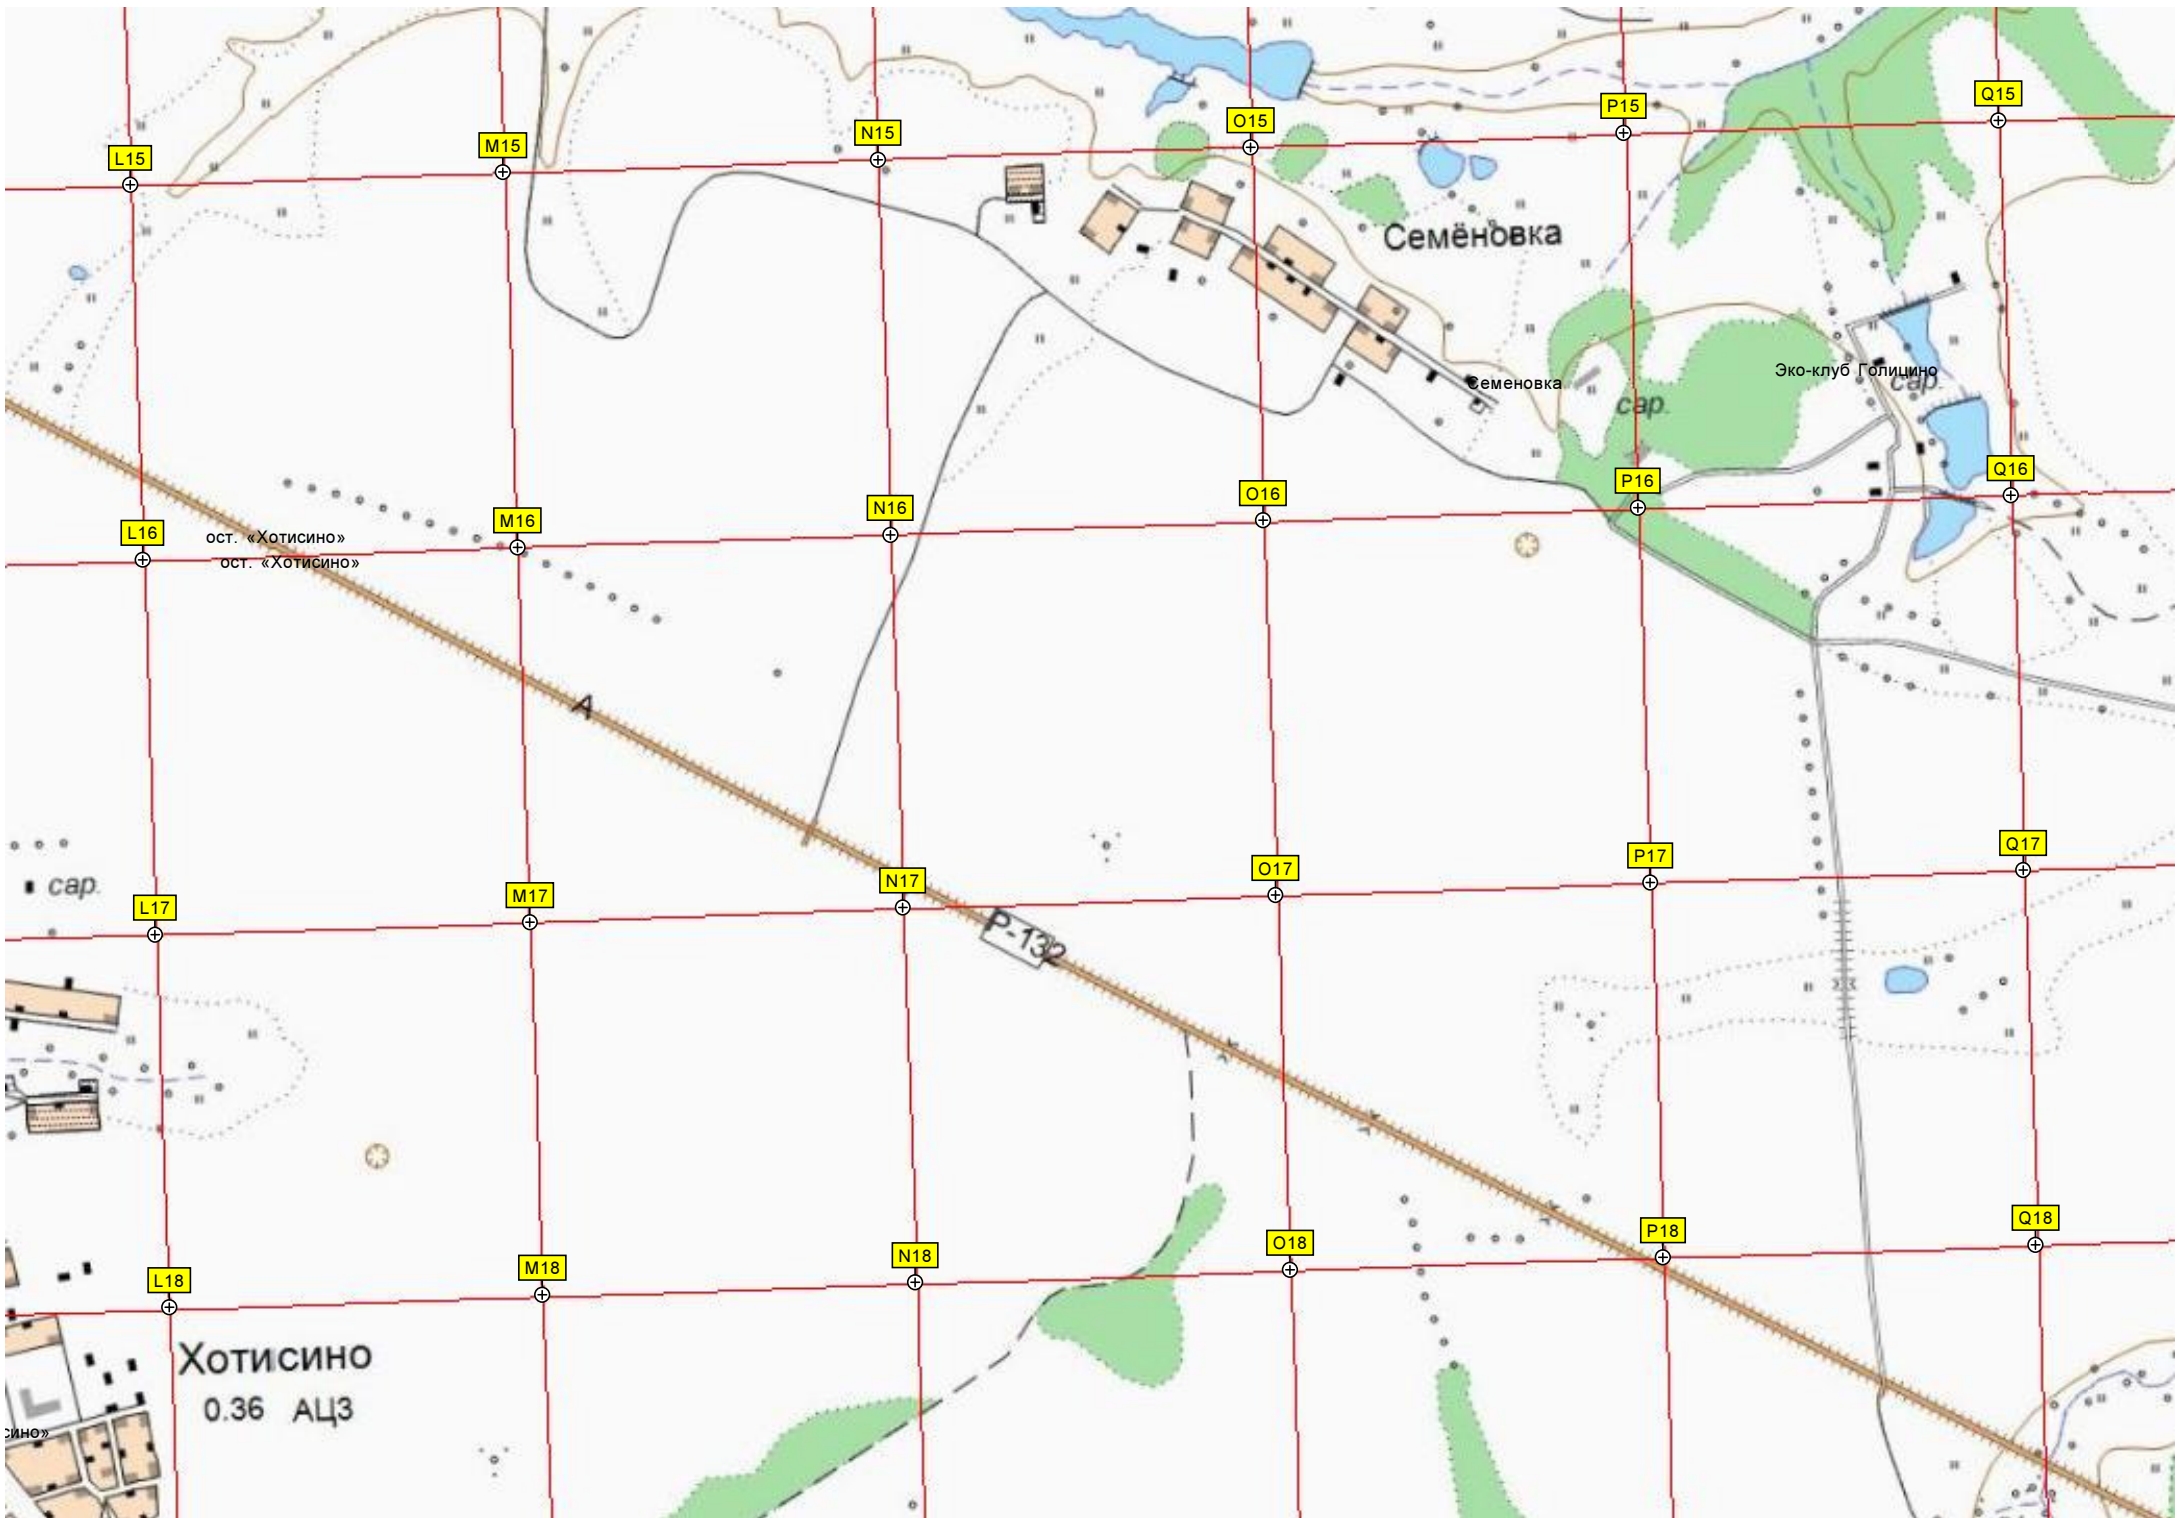 L15
M15
N15
O15
P15
Q15
Семёновка
Семеновка
сар.
Эко-клуб Голицино
сар.
L16
M16
N16
O16
P16
Q16
ост. «Хотисино»
ост. «Хотисино»
А
сар.
L17
M17
N17
O17
P17
Q17
Р-132
L18
M18
N18
O18
P18
Q18
Хотисино
0.36 АЦЗ
сино»